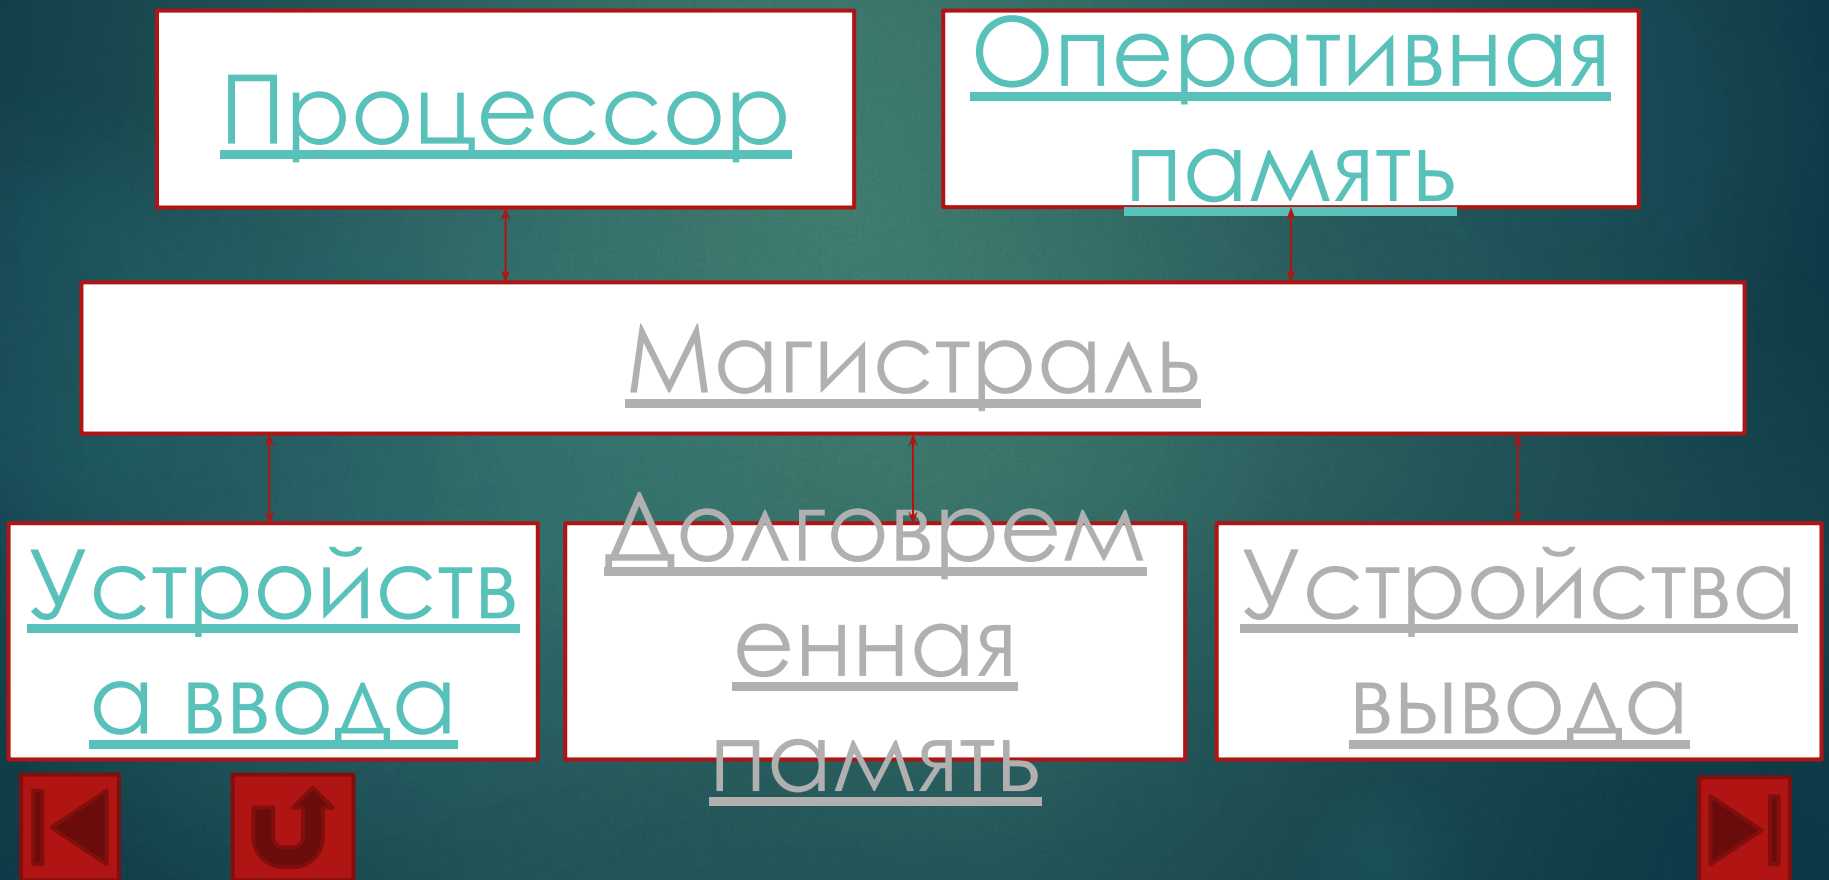 Процессор
Оперативная
память
Магистраль
Устройств
а ввода
Долговрем
енная
память
Устройства
вывода